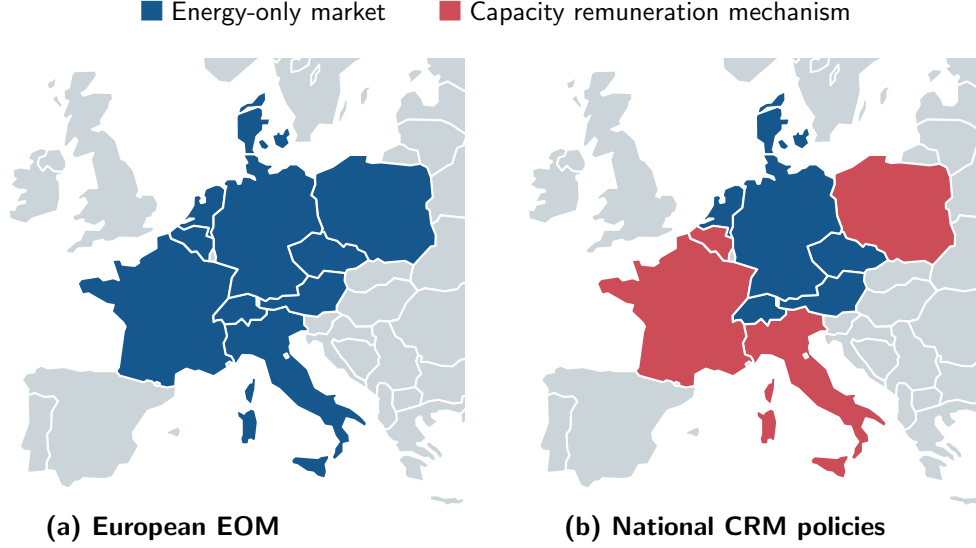 Energy-only market
Capacity remuneration mechanism
(a) European EOM
(b) National CRM policies